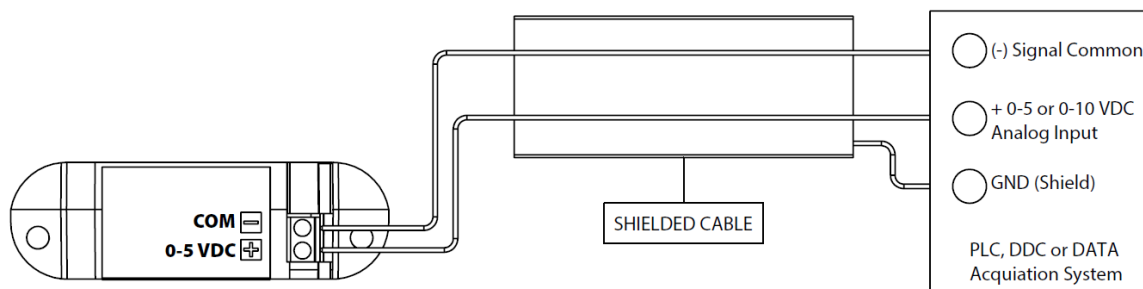 (-) Signal Common
+ 0-5 or 0-10 VDC
Analog Input
GND (Shield)
SHIELDED CABLE
COM -
0-5 VDC +
PLC, DDC or DATA
Acquiation System